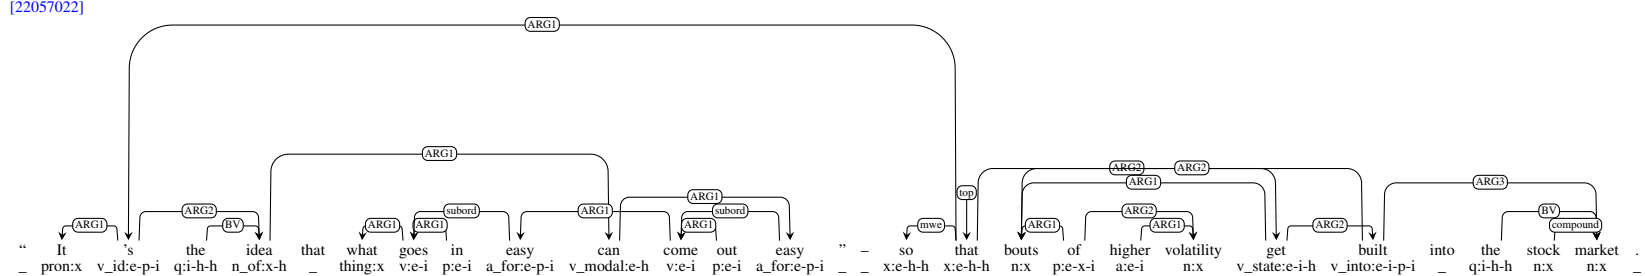 [22057022]
ARG1
ARG1
ARG2 ARG2
top
ARG1 ARG3
ARG1
ARG2 subord ARG1 subord ARG2 BV
ARG1 BV ARG1 ARG1 ARG1 mwe ARG1 ARG1 ARG2 compound
“ It ’s the idea that what goes in easy can come out easy ” – so that bouts of higher volatility get built into the stock market .
_ pron:x v_id:e-p-i q:i-h-h n_of:x-h _ thing:x v:e-i p:e-i a_for:e-p-i v_modal:e-h v:e-i p:e-i a_for:e-p-i _ _ x:e-h-h x:e-h-h n:x p:e-x-i a:e-i n:x v_state:e-i-h v_into:e-i-p-i _ q:i-h-h n:x n:x _